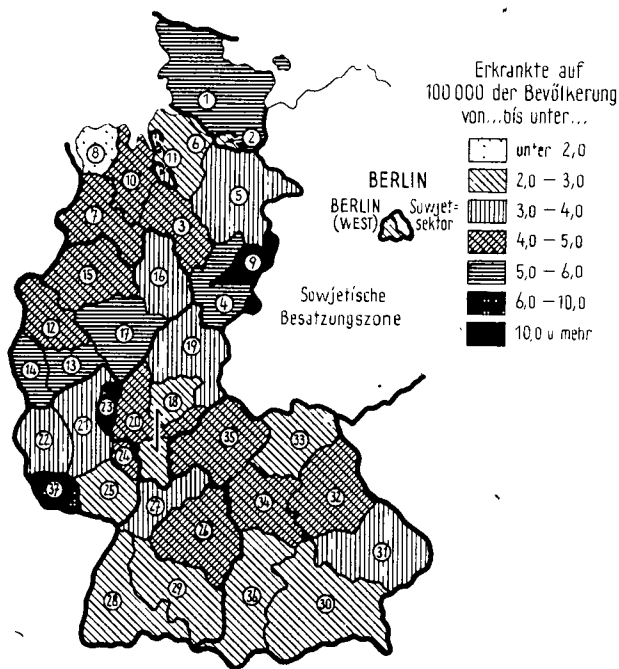 Erkrankte auf
100 000 der Bevölkerung
von...bis unter...
unter 2,0
2,0 – 3,0
3,0 – 4,0
4,0 – 5,0
5,0 – 6,0
6,0 – 10,0
10,0 u mehr
BERLIN
BERLIN
(WEST)
Sowjet=
sektor
Sowjetische
Besatzungszone
1
2
6
8
11
10
5
7
3
9
15
16
4
12
17
19
14
13
18
23
20
21
22
35
33
24
37
25
27
26
34
32
31
28
29
34
30